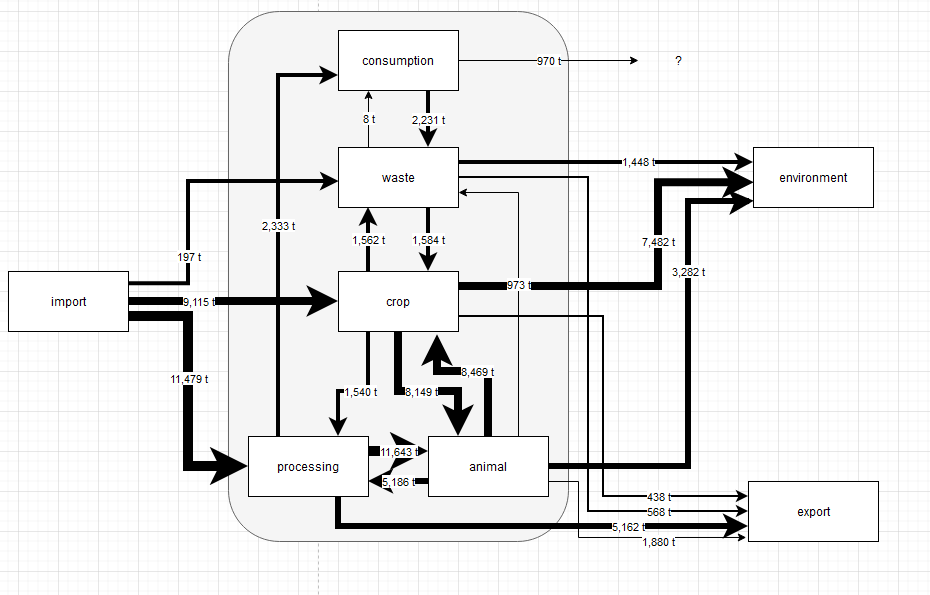 consumption
970 t
?
8 t
2,231 t
1,448 t
waste
environment
2,333 t
1,562 t
1,584 t
7,482 t
197 t
3,282 t
973 t
import
9,115 t
crop
8,469 t
11,479 t
1,540 t
8,149 t
11,643 t
processing
animal
5,186 t
438 t
568 t
export
5,162 t
1,880 t